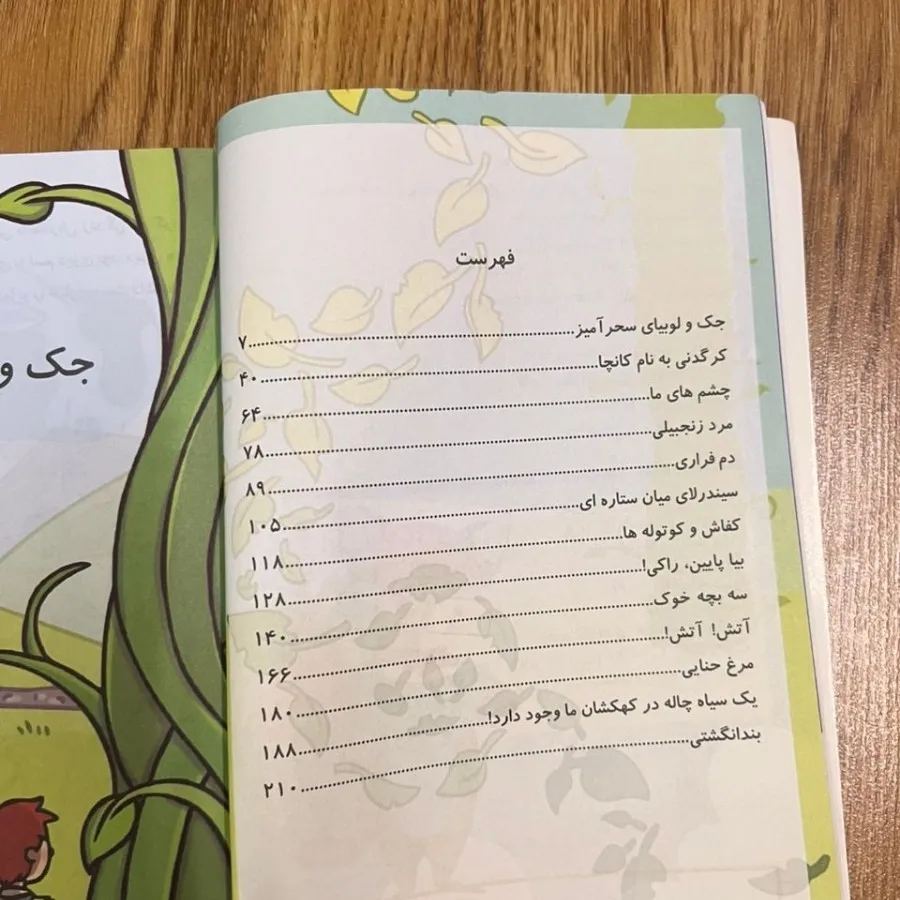 فهرست
جک و لوبیای سحرآمیز................۷
کرگدنی به نام کانچا................۴۰
چشم های ما................۶۴
مرد زنجبیلی................۷۸
دم فراری................۸۹
سیندرلای میان ستاره ای................۱۰۵
کفاش و کوتوله ها................۱۱۸
بیا پایین، راکی!................۱۲۸
سه بچه خوک................۱۴۰
آتش! آتش!................۱۶۶
مرغ حنایی................۱۸۰
یک سیاه چاله در کهکشان ما وجود دارد!................۱۸۸
بندانگشتی................۲۱۰
جک و